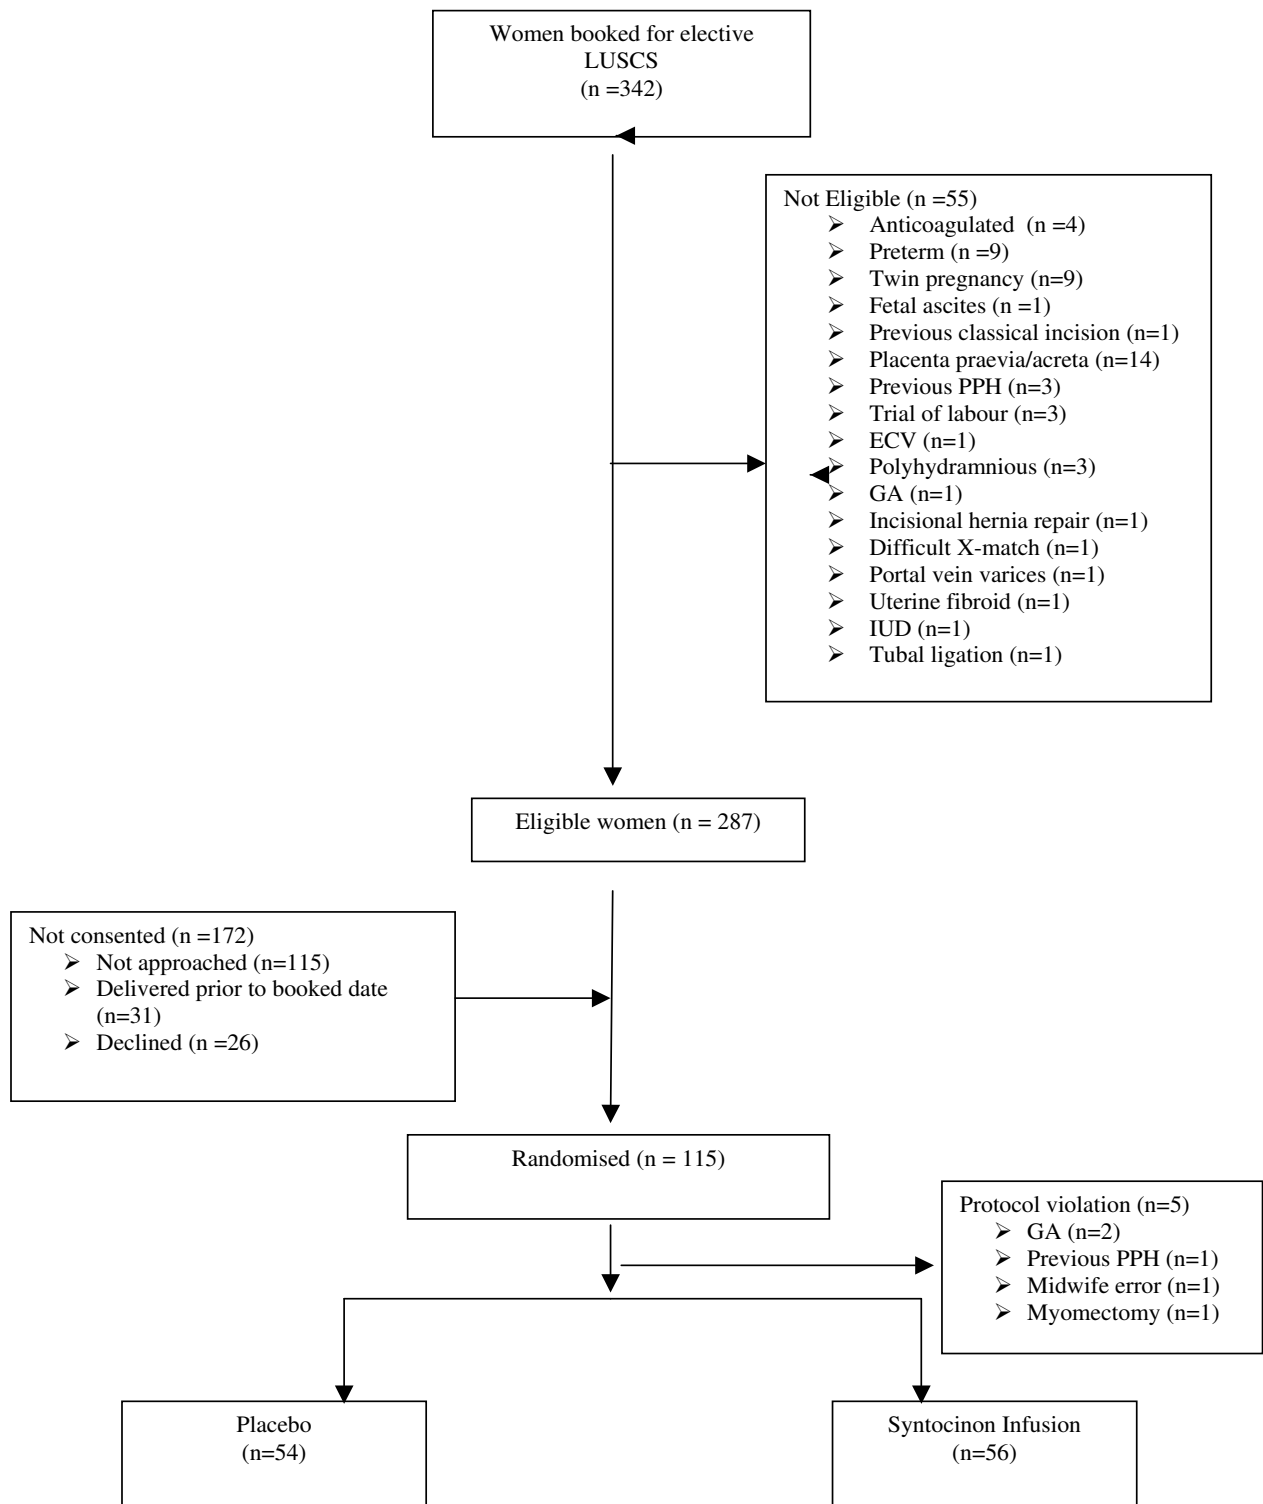 Women booked for elective
LUSCS
(n =342)
Not Eligible (n =55)
➢ Anticoagulated  (n =4)
➢ Preterm (n =9)
➢ Twin pregnancy (n=9)
➢ Fetal ascites (n =1)
➢ Previous classical incision (n=1)
➢ Placenta praevia/acreta (n=14)
➢ Previous PPH (n=3)
➢ Trial of labour (n=3)
➢ ECV (n=1)
➢ Polyhydramnious (n=3)
➢ GA (n=1)
➢ Incisional hernia repair (n=1)
➢ Difficult X-match (n=1)
➢ Portal vein varices (n=1)
➢ Uterine fibroid (n=1)
➢ IUD (n=1)
➢ Tubal ligation (n=1)
Eligible women (n = 287)
Not consented (n =172)
➢ Not approached (n=115)
➢ Delivered prior to booked date
(n=31)
➢ Declined (n =26)
Randomised (n = 115)
Protocol violation (n=5)
➢ GA (n=2)
➢ Previous PPH (n=1)
➢ Midwife error (n=1)
➢ Myomectomy (n=1)
Placebo
(n=54)
Syntocinon Infusion
(n=56)